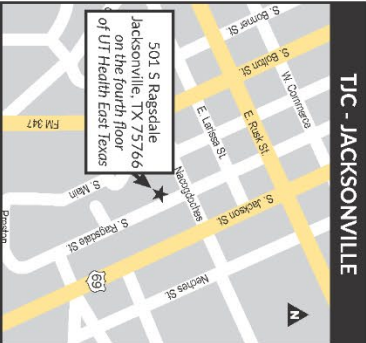 TJC - JACKSONVILLE
S. Bonner St.
S. Bolton St.
W. Commerce
E. Rusk St.
E. Larissa St.
Nacogdoches
S. Jackson St.
Neches St.
S. Ragsdale St.
S. Main
FM 347
69
N
501 S Ragsdale
Jacksonville, TX 75766
on the fourth floor
of UT Health East Texas